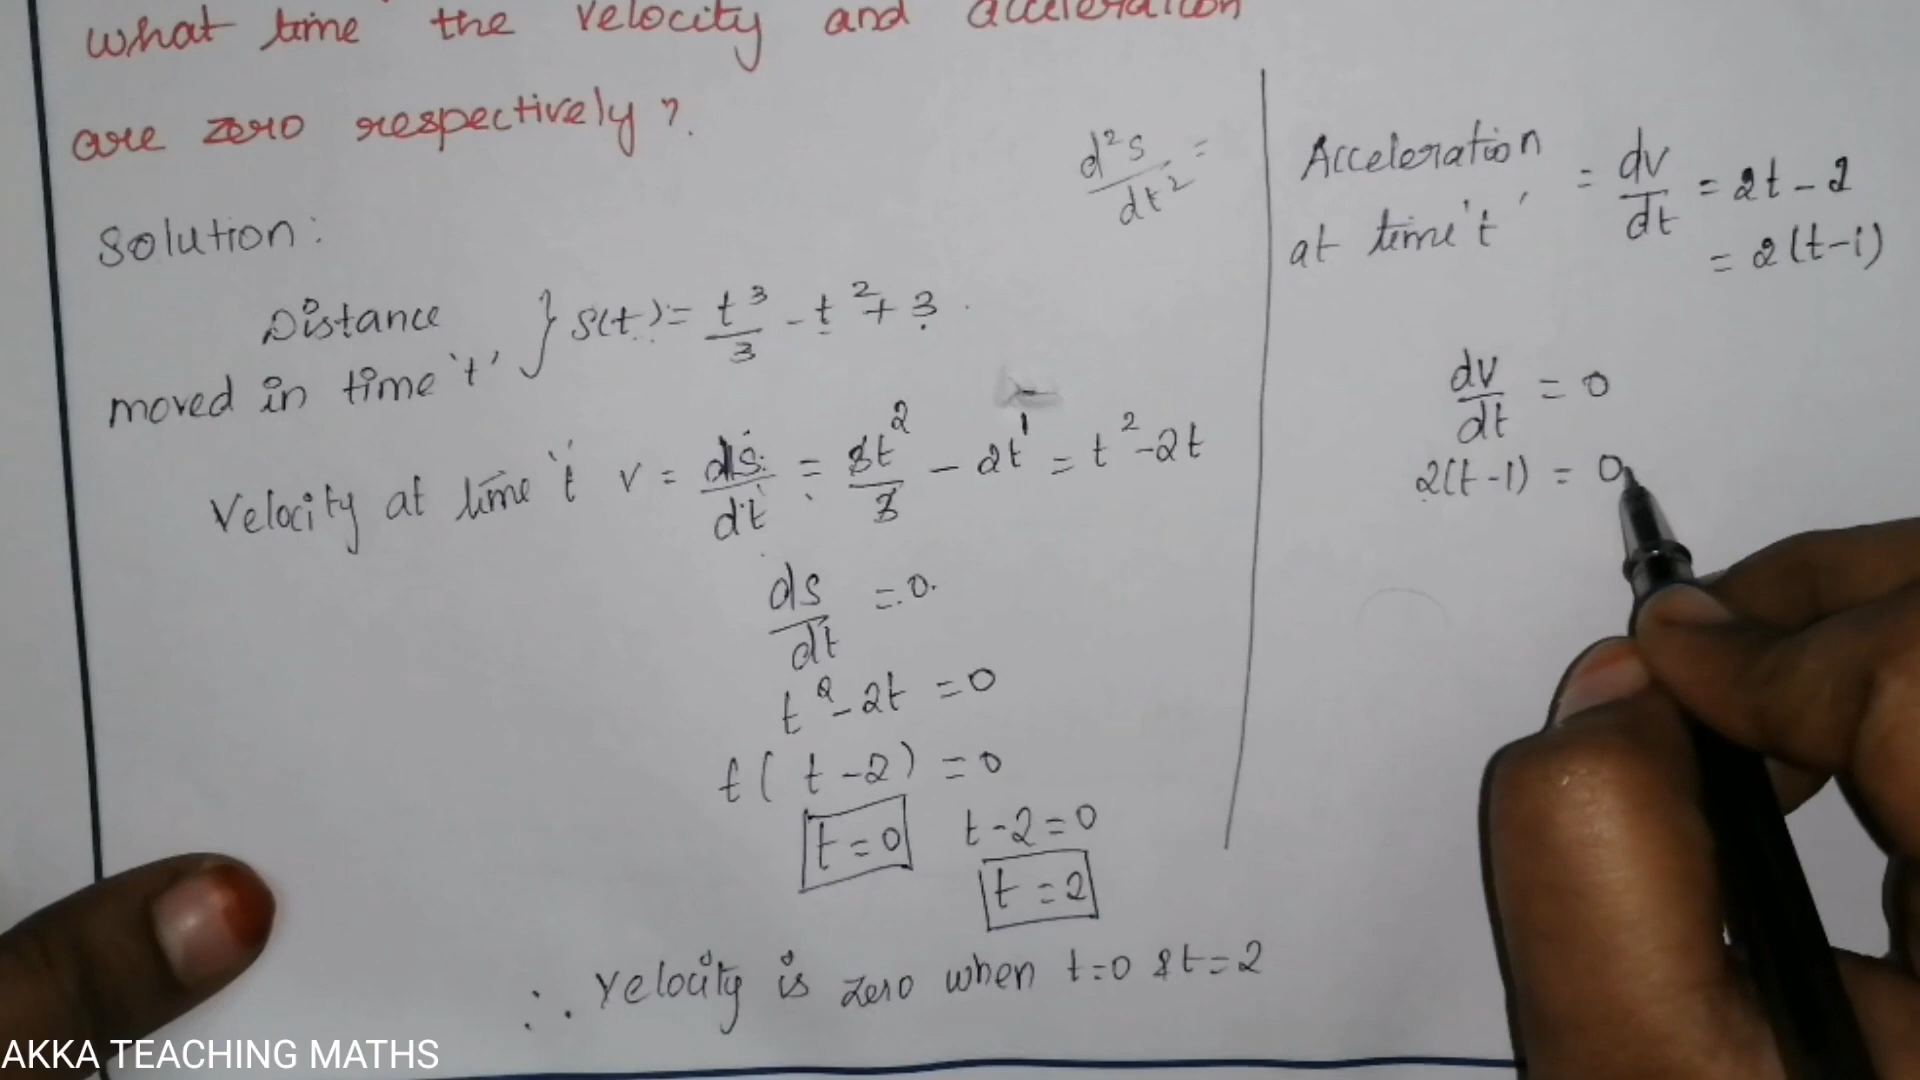 what time the velocity and acceleration
are zero respectively?
Solution:
Distance moved in time 't' } s(t) = t³/3 - t² + 3
Velocity at time 't' v = ds/dt = 3t²/3 - 2t¹ = t² - 2t
ds/dt = 0
t² - 2t = 0
t(t-2) = 0
t=0 t-2=0
t=2
∴ Velocity is zero when t=0 & t=2
d²s/dt² =
Acceleration at time 't' = dv/dt = 2t - 2
= 2(t-1)
dv/dt = 0
2(t-1) = 0
AKKA TEACHING MATHS